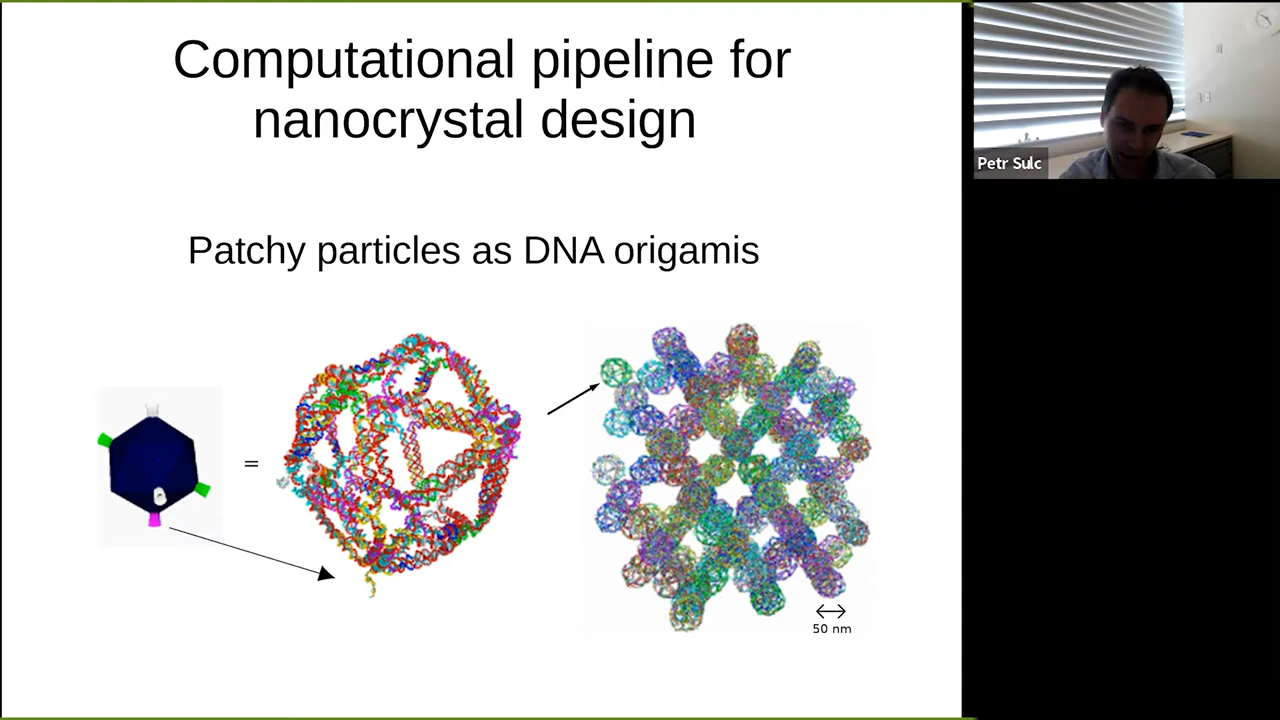 Computational pipeline for
nanocrystal design
Patchy particles as DNA origamis
=
50 nm
Petr Sulc